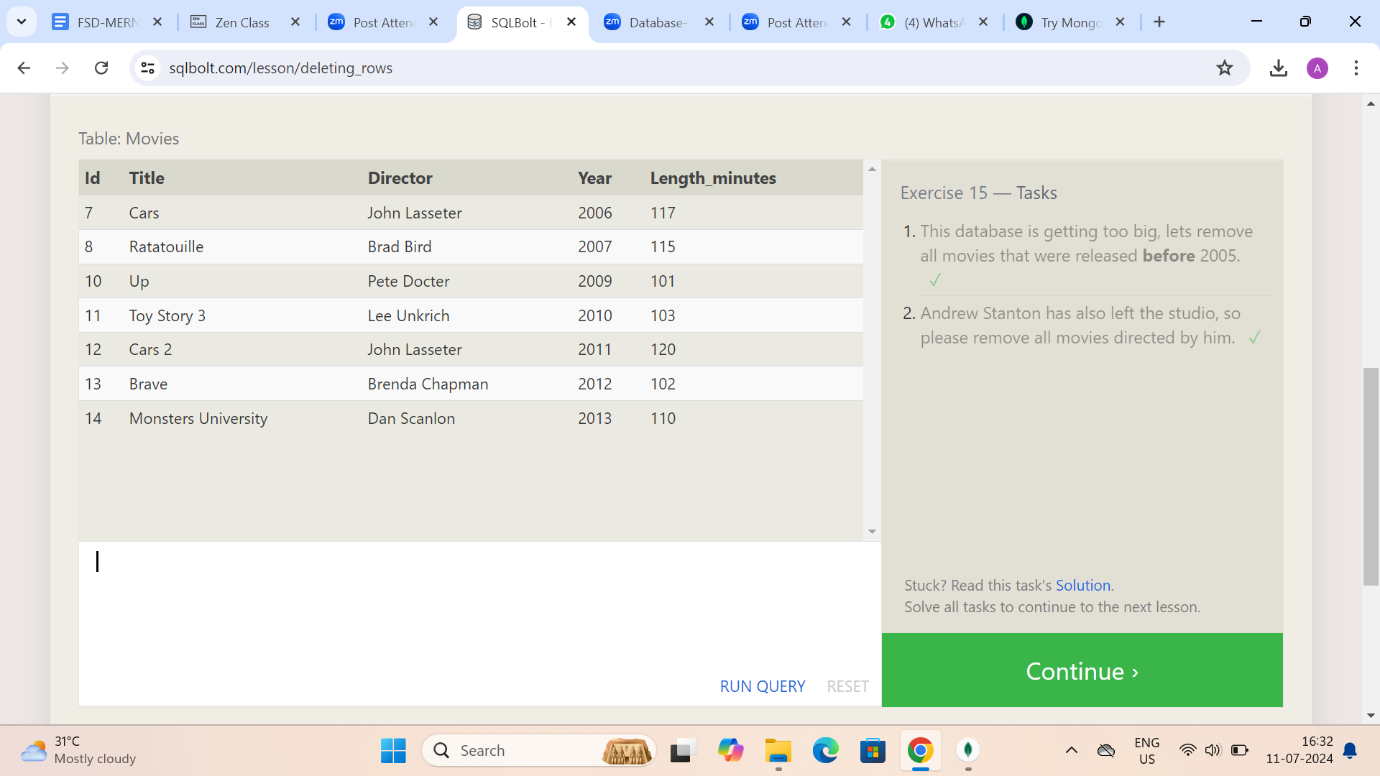 FSD-MERN
Zen Class
Post Atten
SQLBolt -
Database-
Post Atten
(4) Whats
Try Mongo
sqlbolt.com/lesson/deleting_rows
A
Table: Movies
Id Title Director Year Length_minutes
7 Cars John Lasseter 2006 117
8 Ratatouille Brad Bird 2007 115
10 Up Pete Docter 2009 101
11 Toy Story 3 Lee Unkrich 2010 103
12 Cars 2 John Lasseter 2011 120
13 Brave Brenda Chapman 2012 102
14 Monsters University Dan Scanlon 2013 110
Exercise 15 — Tasks
1. This database is getting too big, lets remove
all movies that were released before 2005.
✓
2. Andrew Stanton has also left the studio, so
please remove all movies directed by him. ✓
Stuck? Read this task's Solution.
Solve all tasks to continue to the next lesson.
RUN QUERY RESET
Continue ›
31°C
Mostly cloudy
Search
ENG
US
16:32
11-07-2024